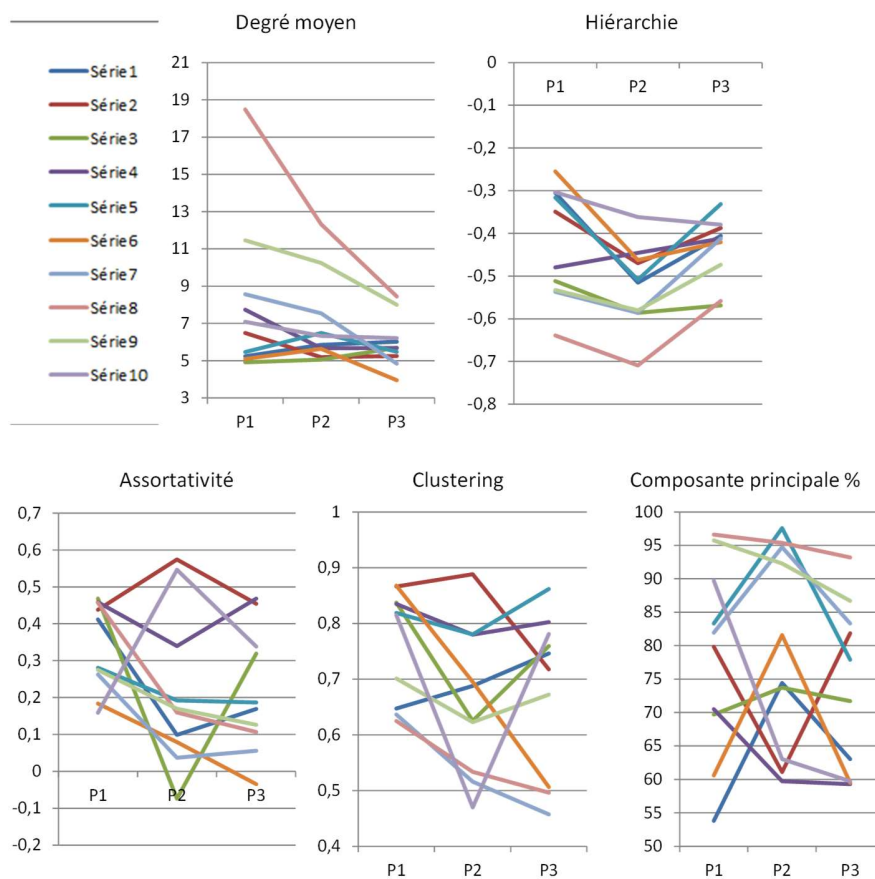 Degré moyen
Hiérarchie
Série1
Série2
Série3
Série4
Série5
Série6
Série7
Série8
Série9
Série10
21
19
17
15
13
11
9
7
5
3
P1 P2 P3
0
-0,1
-0,2
-0,3
-0,4
-0,5
-0,6
-0,7
-0,8
P1 P2 P3
Assortativité
Clustering
Composante principale %
0,7
0,6
0,5
0,4
0,3
0,2
0,1
0
-0,1
-0,2
P1 P2 P3
1
0,9
0,8
0,7
0,6
0,5
0,4
P1 P2 P3
100
95
90
85
80
75
70
65
60
55
50
P1 P2 P3